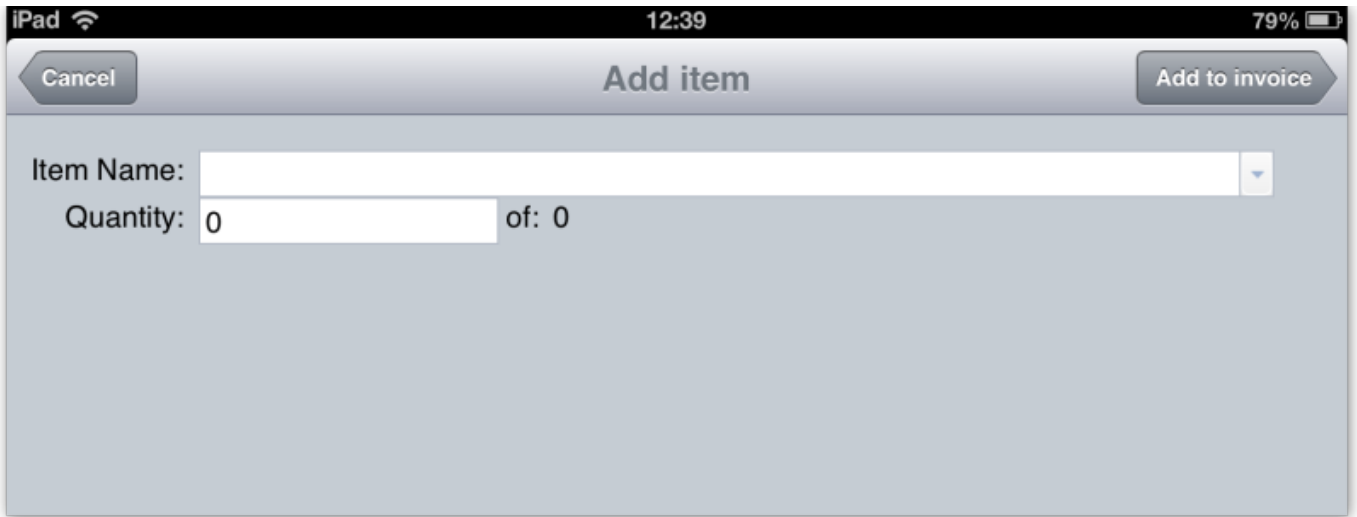 iPad 12:39 79%
Cancel Add item Add to invoice
Item Name:
Quantity: 0 of: 0